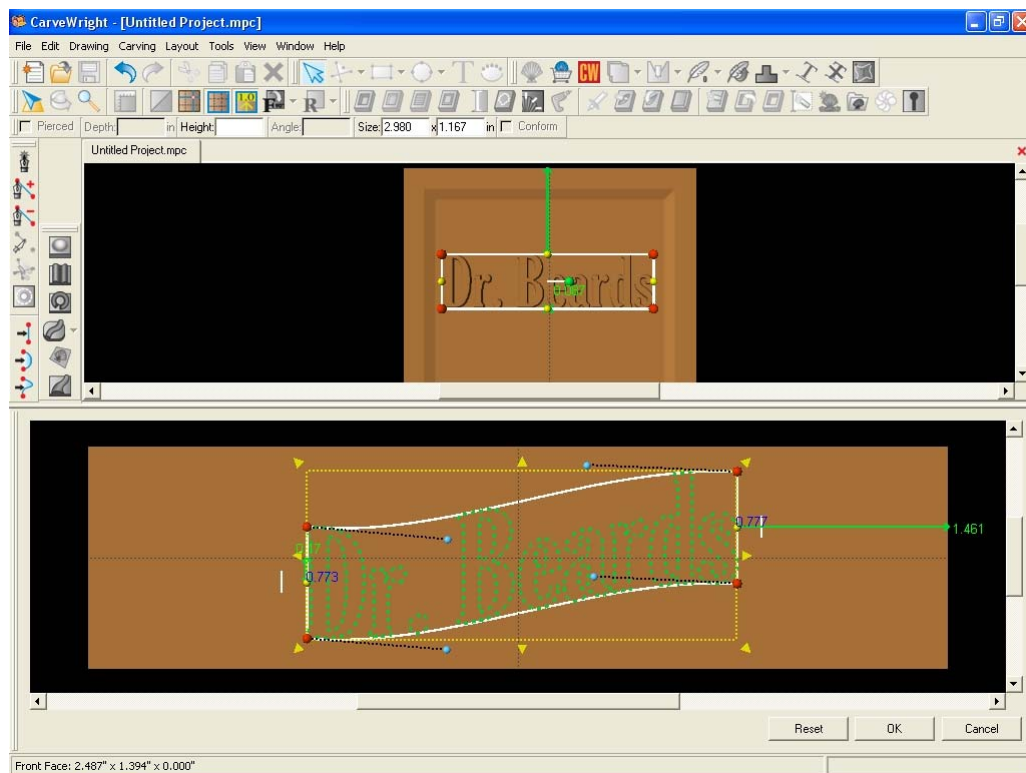 CarveWright - [Untitled Project.mpc]
File Edit Drawing Carving Layout Tools View Window Help
CW
Pierced Depth: in Height: Angle: Size: 2.980 x 1.167 in Conform
Untitled Project.mpc
Dr. Beards
1.461
0.777
0.773
Dr. Beards
Reset OK Cancel
Front Face: 2.487" x 1.394" x 0.000"